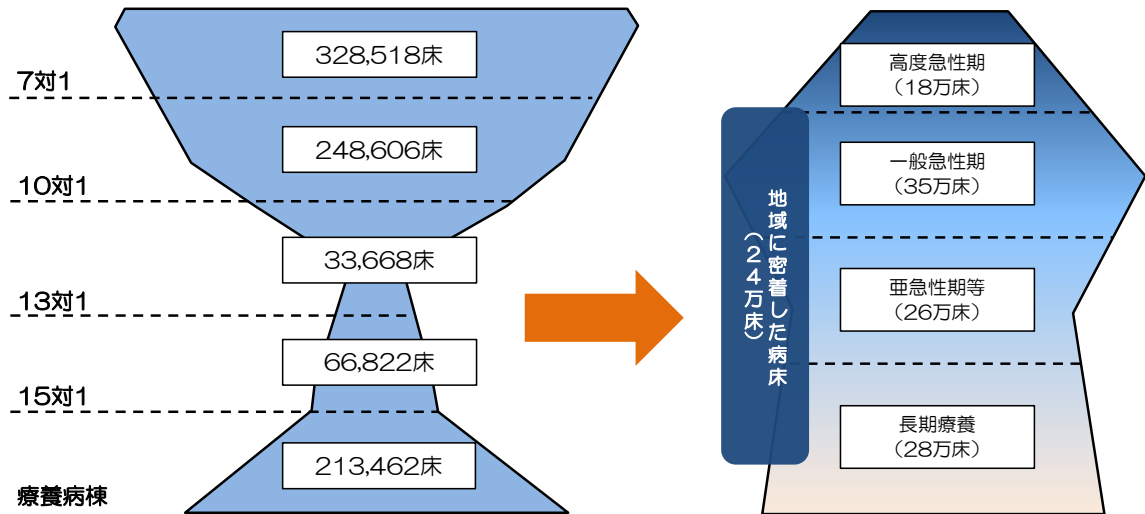 328,518床
7対1
248,606床
10対1
33,668床
13対1
66,822床
15対1
213,462床
療養病棟
高度急性期
（18万床）
一般急性期
（35万床）
亜急性期等
（26万床）
長期療養
（28万床）
地域に密着した病床
（２４万床）